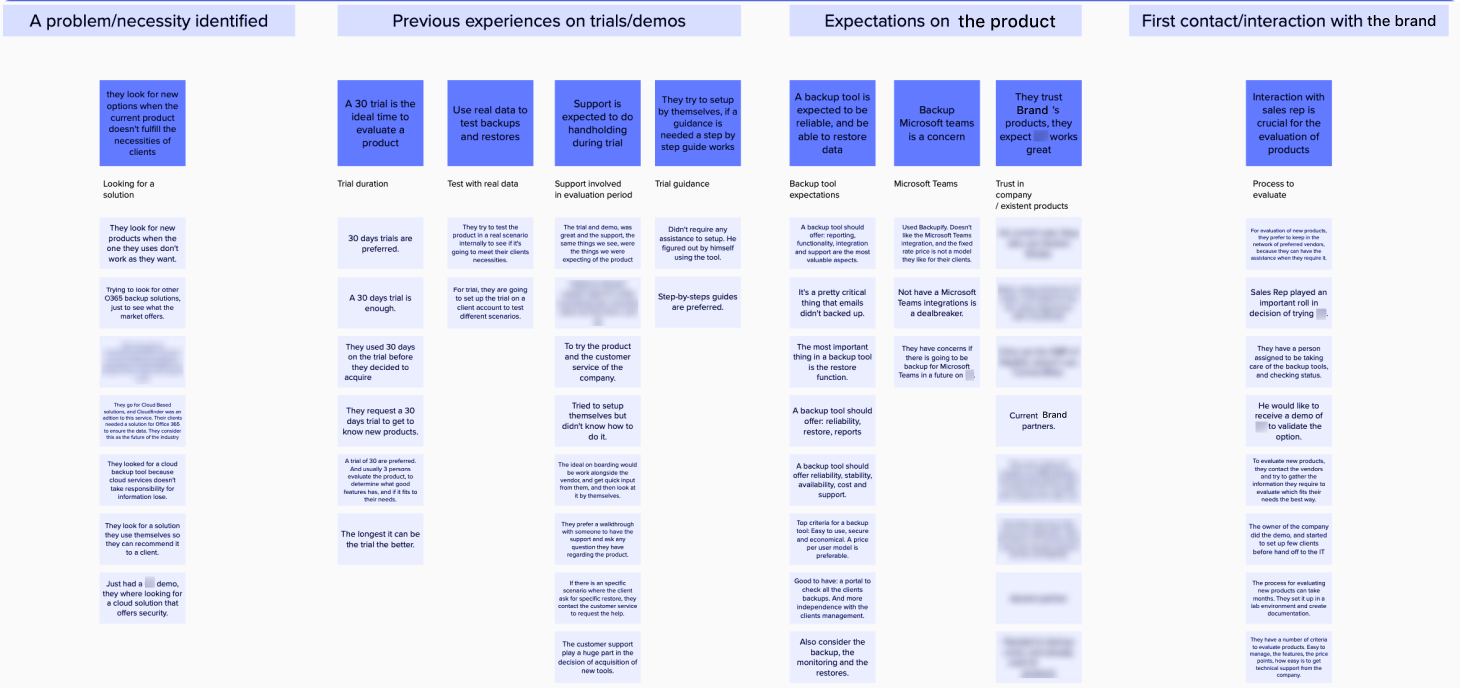 A problem/necessity identified
Previous experiences on trials/demos
Expectations on the product
First contact/interaction with the brand
they look for new
options when the
current product
doesn't fulfill the
necessities of
clients
A 30 trial is the
ideal time to
evaluate a
product
Use real data to
test backups
and restores
Support is
expected to do
handholding
during trial
They try to setup
by themselves, if a
guidance is
needed a step by
step guide works
A backup tool is
expected to be
reliable, and be
able to restore
data
Backup
Microsoft teams
is a concern
They trust
Brand 's
products, they
expect works
great
Interaction with
sales rep is
crucial for the
evaluation of
products
Looking for a
solution
Trial duration
Test with real data
Support involved
in evaluation period
Trial guidance
Backup tool
expectations
Microsoft Teams
Trust in
company
/ existent products
Process to
evaluate
They look for new
products when the
one they uses don't
work as they want.
30 days trials are
preferred.
They try to test the
product in a real scenario
internally to see if it's
going to meet their clients
necessities.
The trial and demo, was
great and the support, the
same things we see, were
the things we were
expecting of the product
Didn't require any
assistance to setup. He
figured out by himself
using the tool.
A backup tool should
offer: reporting,
functionality, integration
and support are the most
valuable aspects.
Used Backupify. Doesn't
like the Microsoft Teams
integration, and the fixed
rate price is not a model
they like for their clients.
For evaluation of new products,
they prefer to keep in the
network of preferred vendors,
because they can have the
assistance when they require it.
Trying to look for other
O365 backup solutions,
just to see what the
market offers.
A 30 days trial is
enough.
For trial, they are going
to set up the trial on a
client account to test
different scenarios.
Step-by-steps guides
are preferred.
It's a pretty critical
thing that emails
didn't backed up.
Not have a Microsoft
Teams integrations is
a dealbreaker.
Sales Rep played an
important roll in
decision of trying .
They used 30 days
on the trial before
they decided to
acquire
To try the product
and the customer
service of the
company.
The most important
thing in a backup tool
is the restore
function.
They have concerns if
there is going to be
backup for Microsoft
Teams in a future on .
They have a person
assigned to be taking
care of the backup tools,
and checking status.
They go for Cloud Based
solutions, and Cloudfinder was an
adition to this service. Their clients
needed a solution for Office 365
to ensure the data. They consider
this as the future of the industry
They request a 30
days trial to get to
know new products.
Tried to setup
themselves but
didn't know how to
do it.
A backup tool should
offer: reliability,
restore, reports
Current Brand
partners.
He would like to
receive a demo of
to validate the
option.
They looked for a cloud
backup tool because
cloud services doesn't
take responsibility for
information lose.
A trial of 30 are preferred.
And usually 3 persons
evaluate the product, to
determine what good
features has, and if it fits to
their needs.
The ideal on boarding would
be work alongside the
vendor, and get quick input
from them, and then look at
it by themselves.
A backup tool should
offer reliability, stability,
availability, cost and
support.
To evaluate new products,
they contact the vendors
and try to gather the
information they require to
evaluate which fits their
needs the best way.
They look for a solution
they use themselves so
they can recommend it
to a client.
The longest it can be
the trial the better.
They prefer a walkthrough
with someone to have the
support and ask any
question they have
regarding the product.
Top criteria for a backup
tool: Easy to use, secure
and economical. A price
per user model is
preferable.
The owner of the company
did the demo, and started
to set up few clients
before hand off to the IT
Just had a demo,
they where looking for
a cloud solution that
offers security.
If there is an specific
scenario where the client
ask for specific restore, they
contact the customer service
to request the help.
Good to have: a portal to
check all the clients
backups. And more
independence with the
clients management.
The process for evaluating
new products can take
months. They set it up in a
lab environment and create
documentation.
The customer support
play a huge part in the
decision of acquisition of
new tools.
Also consider the
backup, the
monitoring and the
restores.
They have a number of criteria
to evaluate products. Easy to
manage, the features, the price
points, how easy is to get
technical support from the
company.